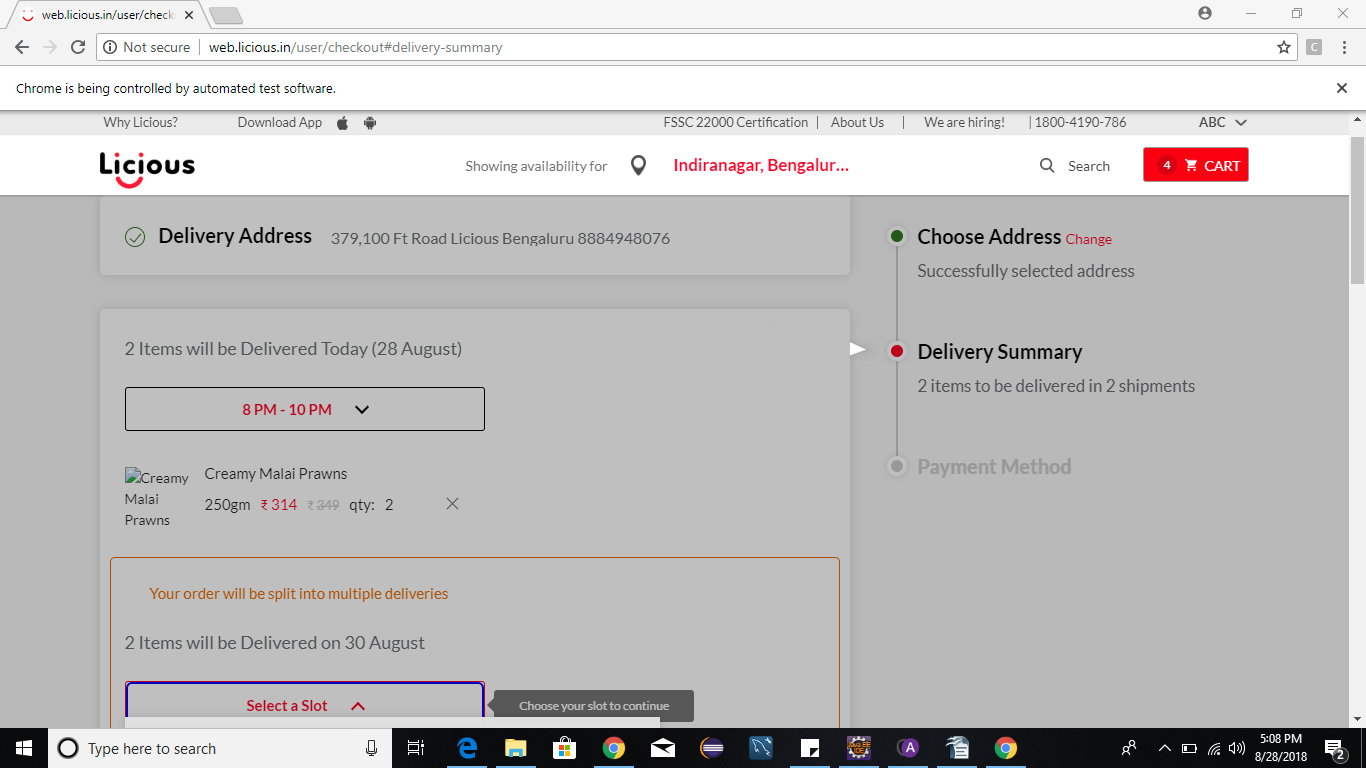 web.licious.in/user/check
Not secure web.licious.in/user/checkout#delivery-summary
Chrome is being controlled by automated test software.
Why Licious? Download App FSSC 22000 Certification | About Us | We are hiring! | 1800-4190-786 ABC
Licious Showing availability for Indiranagar, Bengalur... Search 4 CART
Delivery Address 379,100 Ft Road Licious Bengaluru 8884948076
Choose Address Change
Successfully selected address
2 Items will be Delivered Today (28 August)
Delivery Summary
2 items to be delivered in 2 shipments
8 PM - 10 PM
Payment Method
Creamy Malai Prawns
Creamy Malai Prawns
250gm ₹ 314 ₹ 349 qty: 2
Your order will be split into multiple deliveries
2 Items will be Delivered on 30 August
Select a Slot Choose your slot to continue
Type here to search
5:08 PM
8/28/2018
2